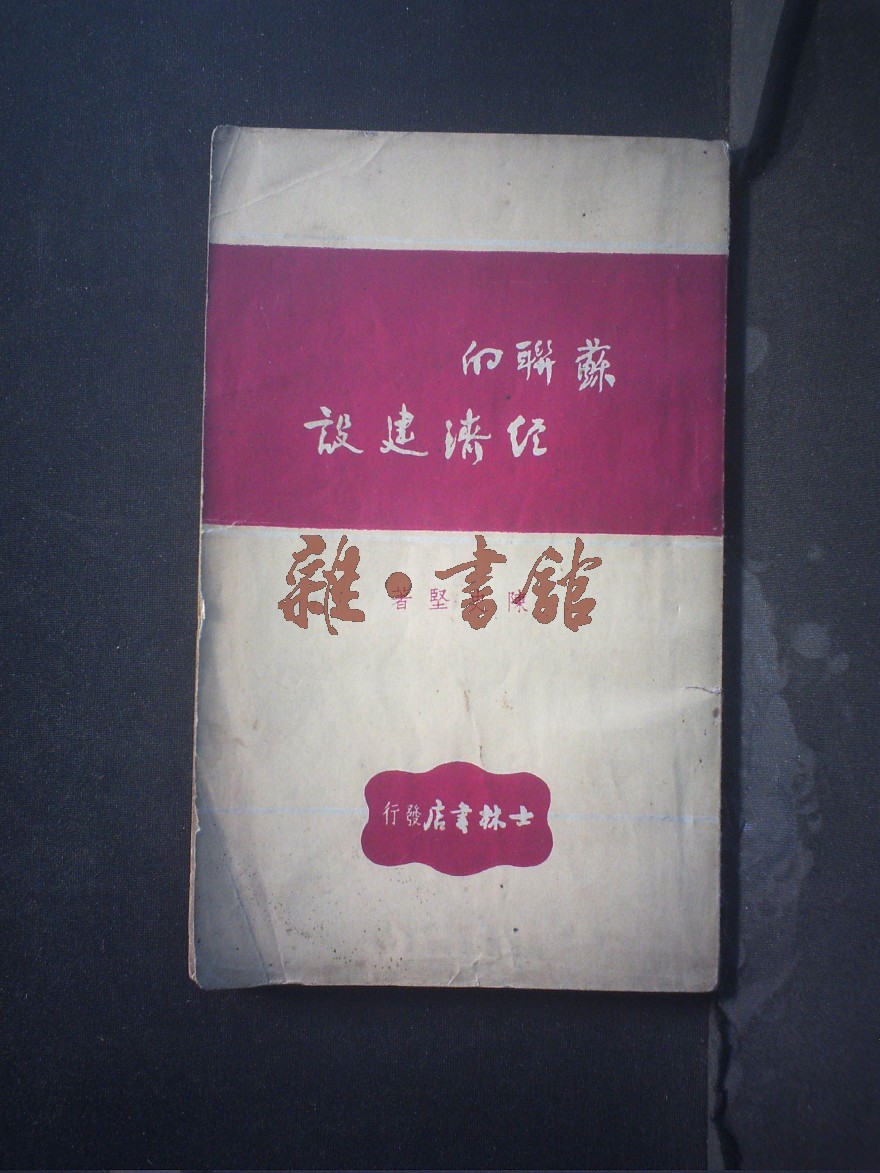 蘇聯的
經濟建設
雜·書館
陳堅著
士林書店發行